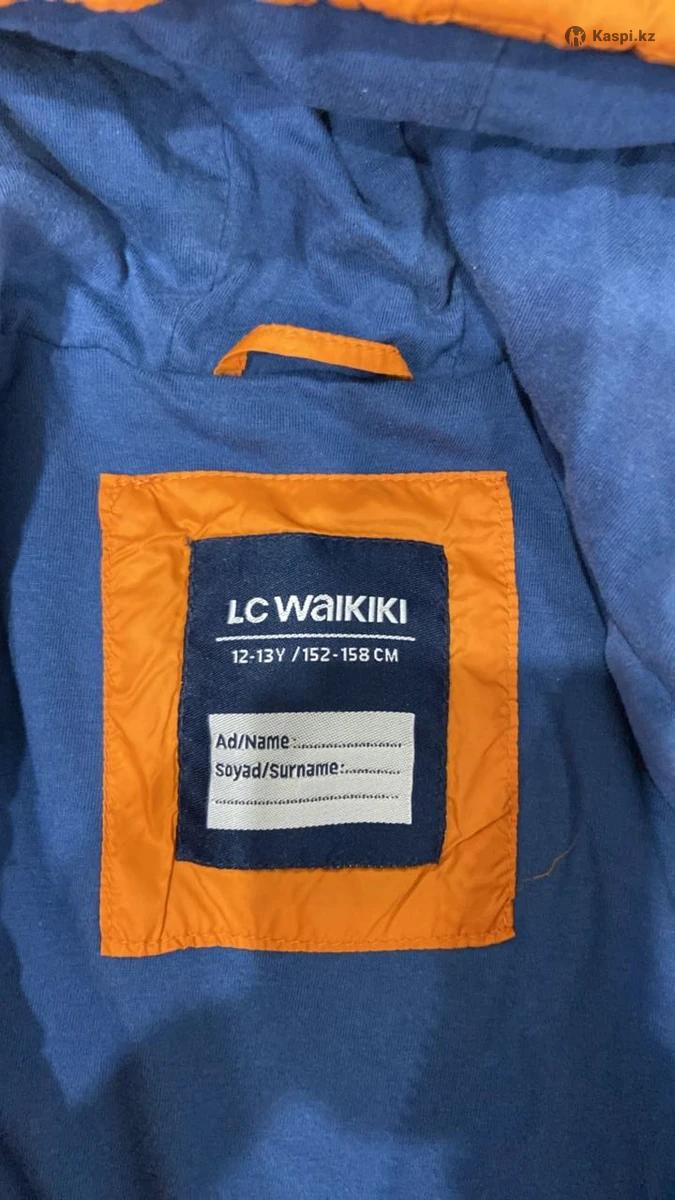 Kaspi.kz
LC WAIKIKI
12-13Y / 152-158 CM
Ad/Name:
Soyad/Surname: